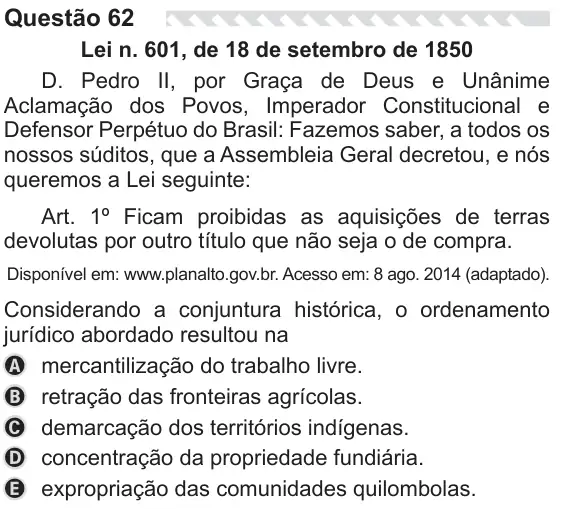 Questão 62
Lei n. 601, de 18 de setembro de 1850
D. Pedro II, por Graça de Deus e Unânime
Aclamação dos Povos, Imperador Constitucional e
Defensor Perpétuo do Brasil: Fazemos saber, a todos os
nossos súditos, que a Assembleia Geral decretou, e nós
queremos a Lei seguinte:
Art. 1º Ficam proibidas as aquisições de terras
devolutas por outro título que não seja o de compra.
Disponível em: www.planalto.gov.br. Acesso em: 8 ago. 2014 (adaptado).
Considerando a conjuntura histórica, o ordenamento
jurídico abordado resultou na
A mercantilização do trabalho livre.
B retração das fronteiras agrícolas.
C demarcação dos territórios indígenas.
D concentração da propriedade fundiária.
E expropriação das comunidades quilombolas.